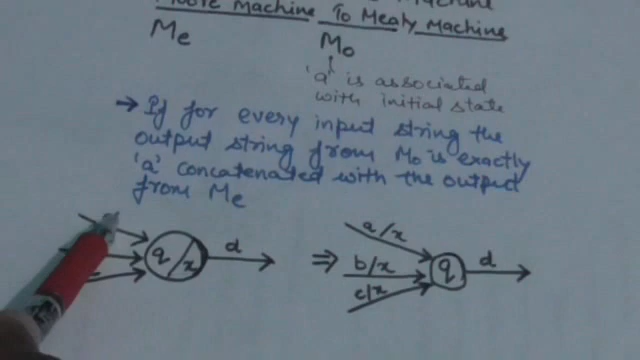 Moore Machine To Mealy Machine
Me Mo
'a' is associated
with initial state
→ If for every input string the
output string from Mo is exactly
'a' concatenated with the output
from Me
q/x d ⇒ a/x b/x c/x q d